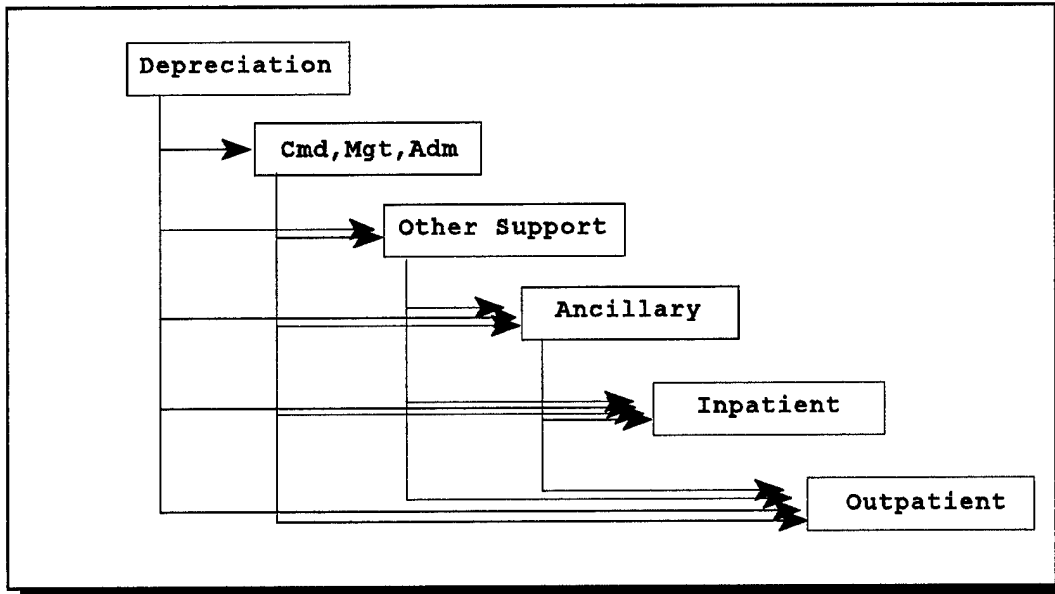 Depreciation
Cmd,Mgt,Adm
Other Support
Ancillary
Inpatient
Outpatient